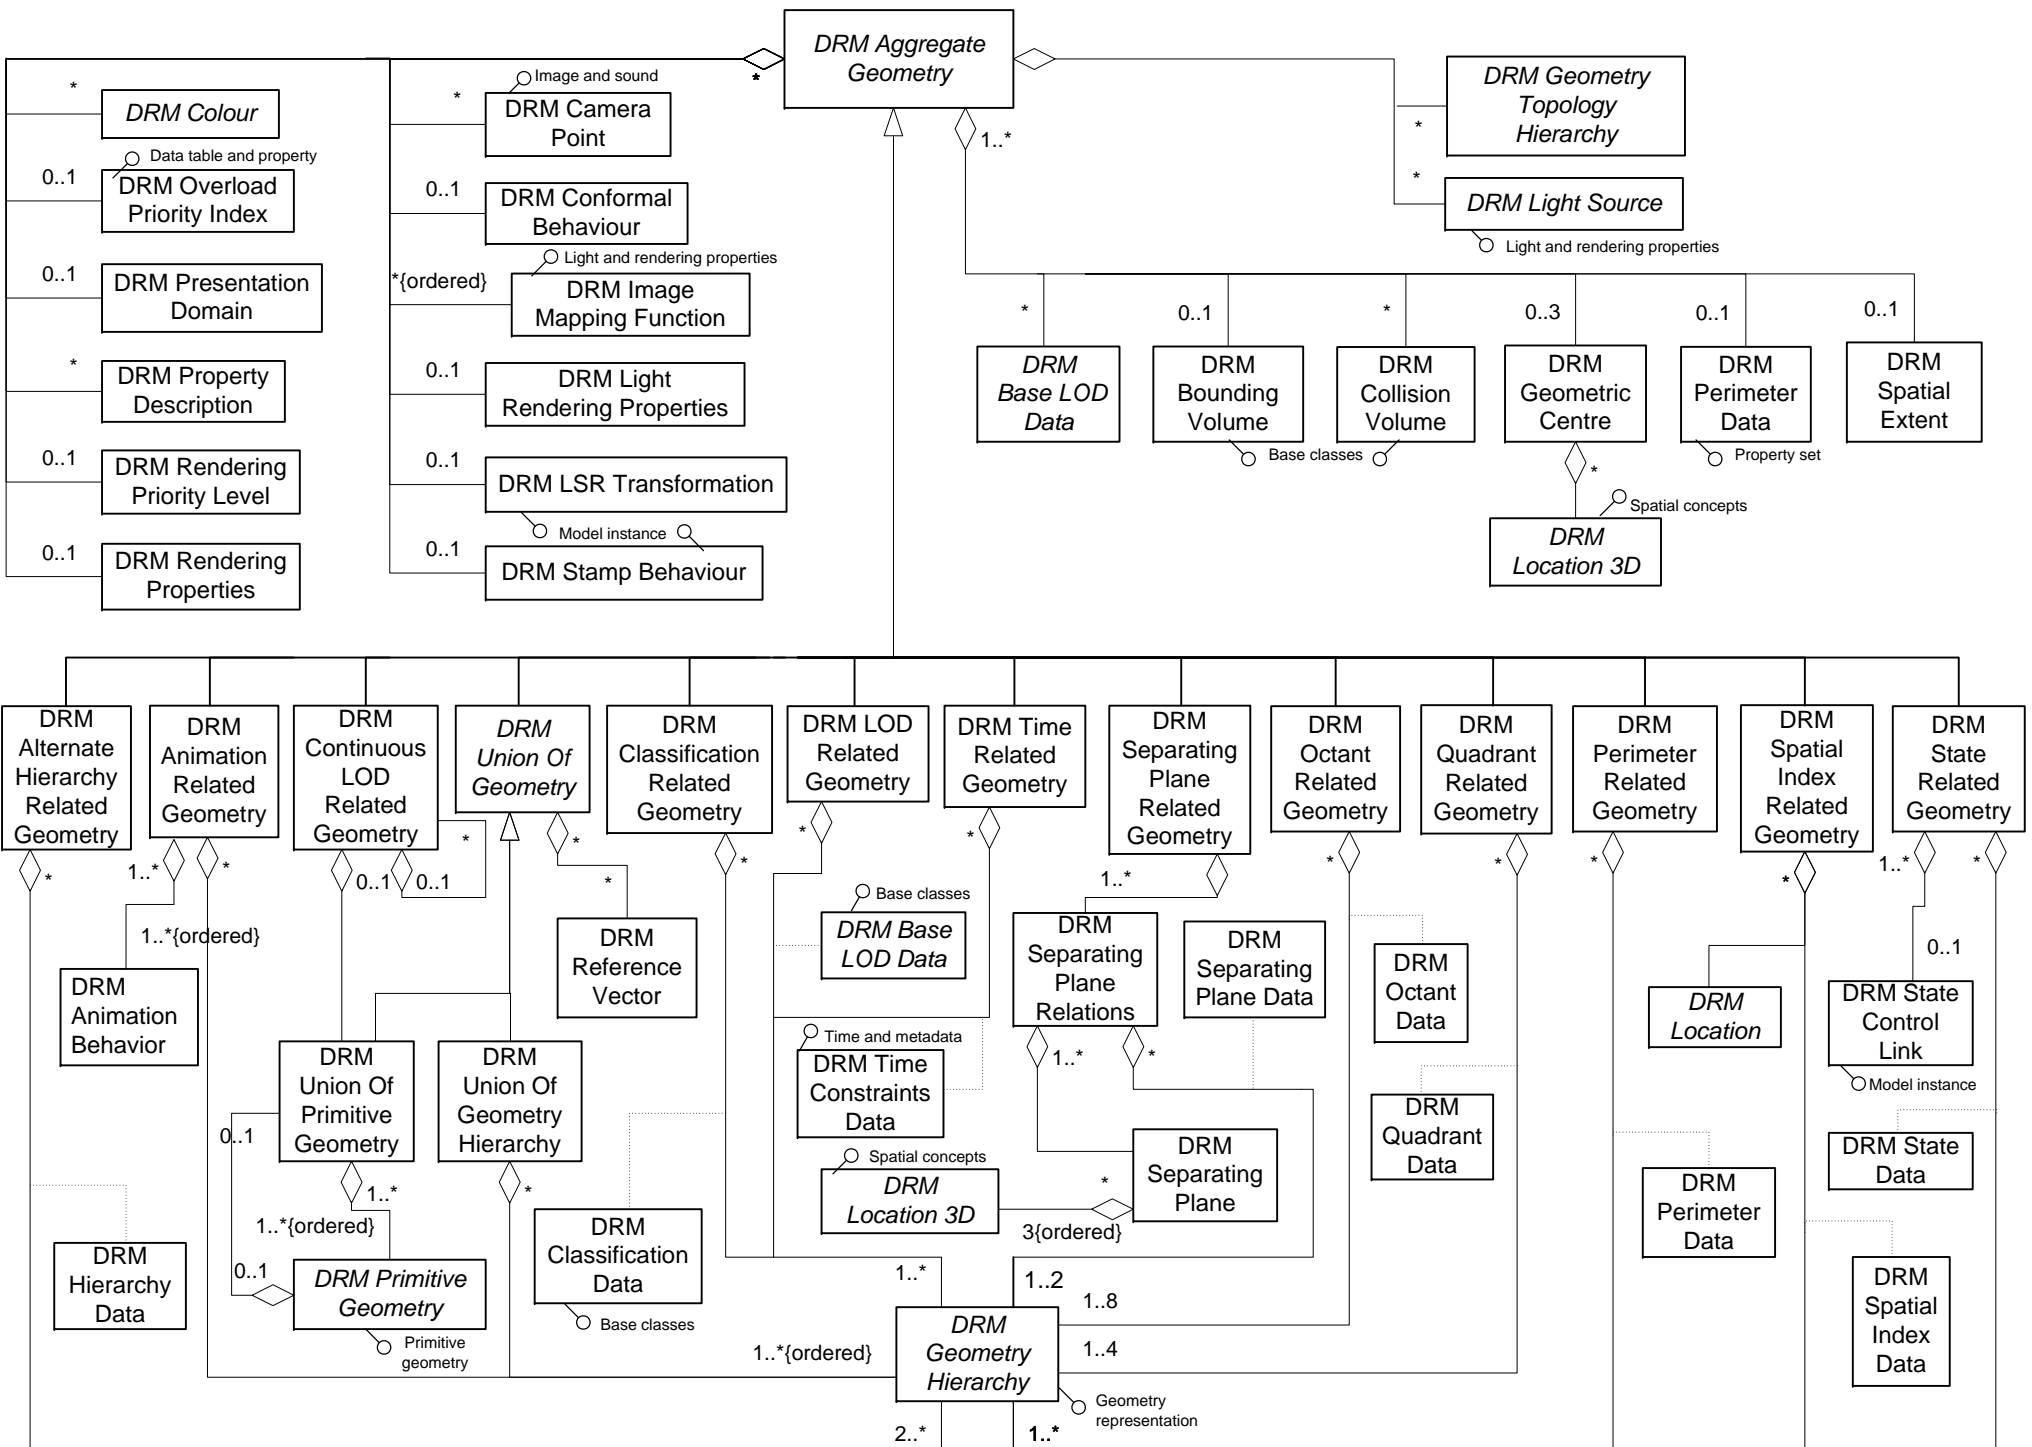 DRM Aggregate
Geometry
*
*
DRM Colour
Data table and property
0..1
DRM Overload
Priority Index
0..1
DRM Presentation
Domain
*
DRM Property
Description
0..1
DRM Rendering
Priority Level
0..1
DRM Rendering
Properties
Image and sound
*
DRM Camera
Point
0..1
DRM Conformal
Behaviour
Light and rendering properties
*{ordered}
DRM Image
Mapping Function
0..1
DRM Light
Rendering Properties
0..1
DRM LSR Transformation
Model instance
0..1
DRM Stamp Behaviour
1..*
DRM Geometry
Topology
Hierarchy
*
*
DRM Light Source
Light and rendering properties
*
0..1
*
0..3
0..1
0..1
DRM
Base LOD
Data
DRM
Bounding
Volume
DRM
Collision
Volume
DRM
Geometric
Centre
DRM
Perimeter
Data
DRM
Spatial
Extent
Base classes
Property set
*
Spatial concepts
DRM
Location 3D
DRM
Alternate
Hierarchy
Related
Geometry
DRM
Animation
Related
Geometry
DRM
Continuous
LOD
Related
Geometry
DRM
Union Of
Geometry
DRM
Classification
Related
Geometry
DRM LOD
Related
Geometry
DRM Time
Related
Geometry
DRM
Separating
Plane
Related
Geometry
DRM
Octant
Related
Geometry
DRM
Quadrant
Related
Geometry
DRM
Perimeter
Related
Geometry
DRM
Spatial
Index
Related
Geometry
DRM
State
Related
Geometry
*
1..*
*
0..1
0..1
*
*
*
*
*
*
1..*
*
*
*
*
1..*
*
1..*{ordered}
DRM
Animation
Behavior
DRM
Reference
Vector
Base classes
DRM Base
LOD Data
DRM
Separating
Plane
Relations
DRM
Separating
Plane Data
DRM
Octant
Data
DRM
Location
0..1
DRM State
Control
Link
Model instance
DRM
Union Of
Primitive
Geometry
DRM
Union Of
Geometry
Hierarchy
Time and metadata
DRM Time
Constraints
Data
1..*
*
DRM
Quadrant
Data
DRM State
Data
0..1
1..*
*
1..*{ordered}
0..1
DRM Primitive
Geometry
Primitive
geometry
DRM
Hierarchy
Data
DRM
Classification
Data
Base classes
Spatial concepts
DRM
Location 3D
*
3{ordered}
DRM
Separating
Plane
DRM
Perimeter
Data
DRM
Spatial
Index
Data
1..*
1..2
1..8
1..4
1..*{ordered}
DRM
Geometry
Hierarchy
Geometry
representation
2..*
1..*